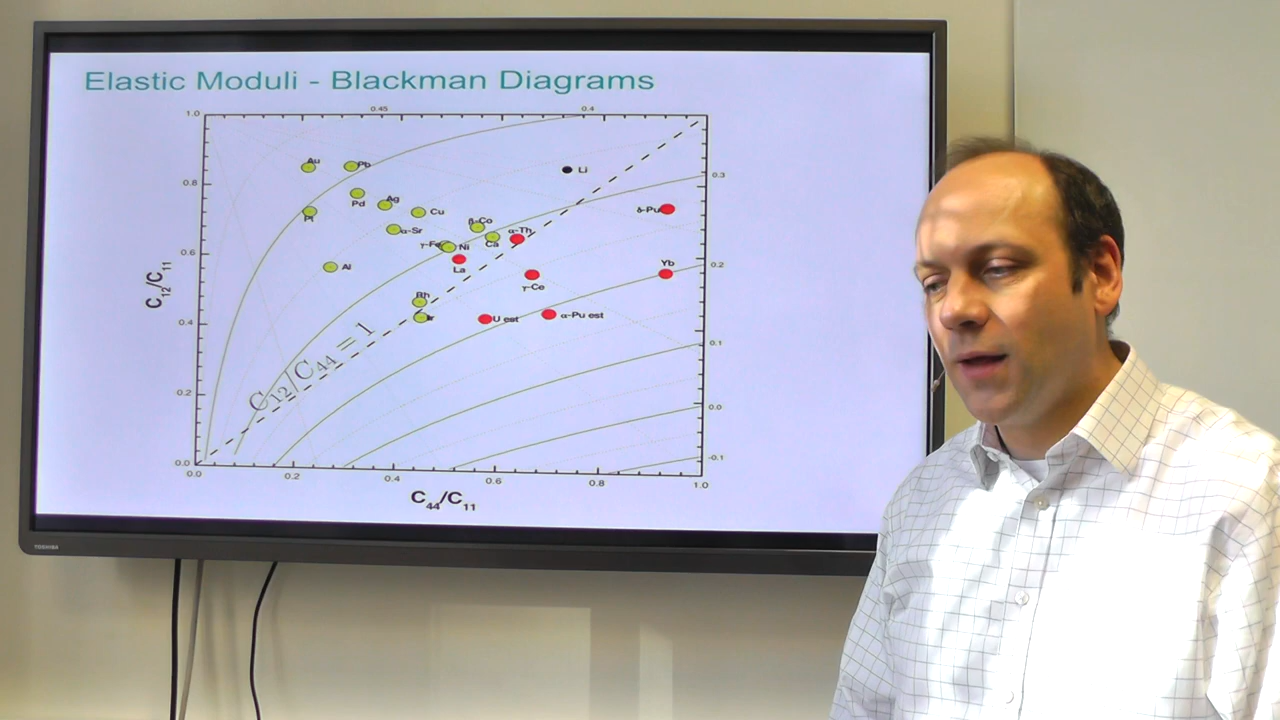 Elastic Moduli - Blackman Diagrams
0.45 0.4
1.0
Au Pb Li 0.3
0.8
Pd Ag δ-Pu
Pt Cu
α-Sr β-Co α-Th
0.6 γ-Fe Ni Ca
Al La Yb 0.2
γ-Ce
C12/C11
Rh
0.4 Ir U est α-Pu est
C12/C44 = 1 0.1
0.2
0.0
0.0 -0.1
0.0 0.2 0.4 0.6 0.8 1.0
C44/C11
TOSHIBA